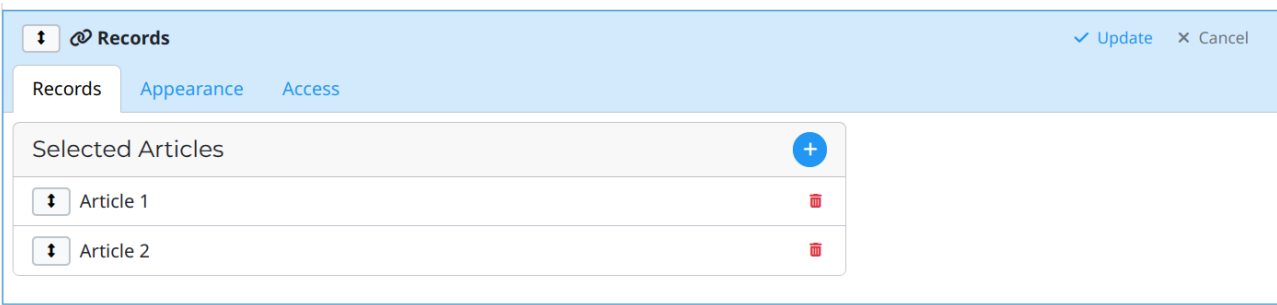 Records
Update
Cancel
Records
Appearance
Access
Selected Articles
Article 1
Article 2